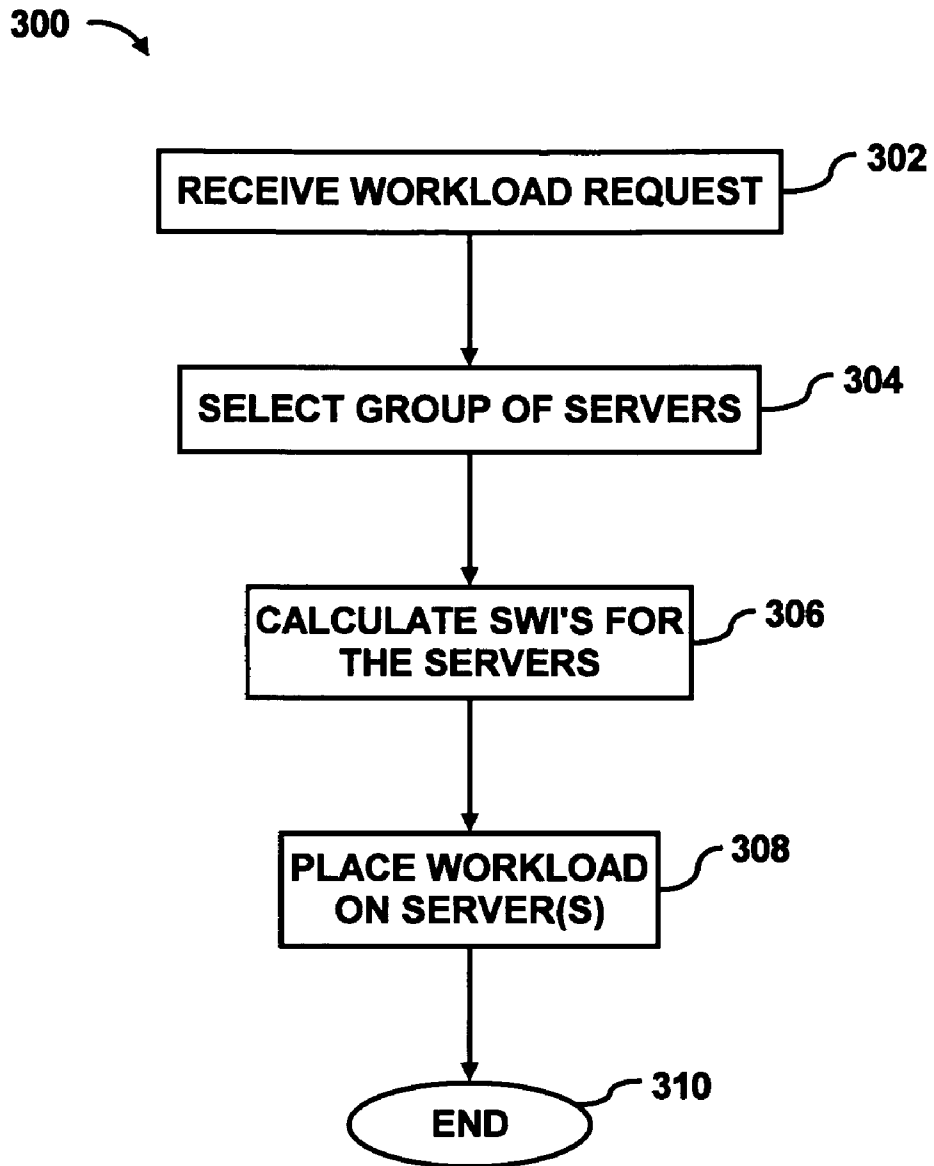 300
RECEIVE WORKLOAD REQUEST
302
SELECT GROUP OF SERVERS
304
CALCULATE SWI'S FOR
THE SERVERS
306
PLACE WORKLOAD
ON SERVER(S)
308
END
310